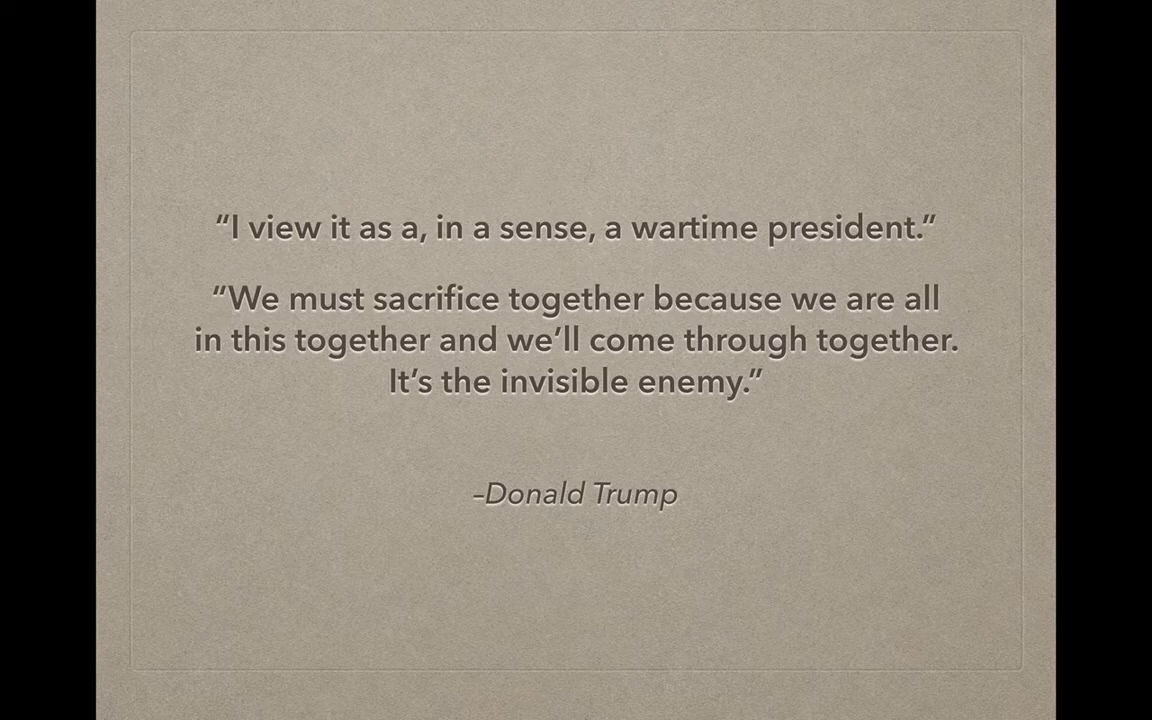 “I view it as a, in a sense, a wartime president.”
“We must sacrifice together because we are all
in this together and we’ll come through together.
It’s the invisible enemy.”
–Donald Trump